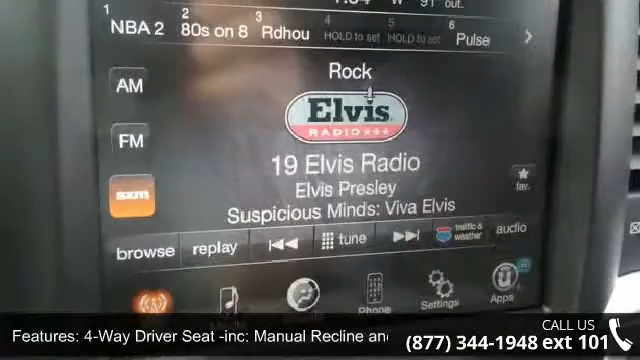 W 91° out.
1 2 3 4 5 6
NBA 2 80s on 8 Rdhou HOLD to set HOLD to set Pulse
Rock
AM
Elvis
RADIO
FM
19 Elvis Radio
Elvis Presley
fav.
sxm
Suspicious Minds: Viva Elvis
browse replay tune traffic & weather audio
Phone Settings Apps
CALL US
Features: 4-Way Driver Seat -inc: Manual Recline and
(877) 344-1948 ext 101